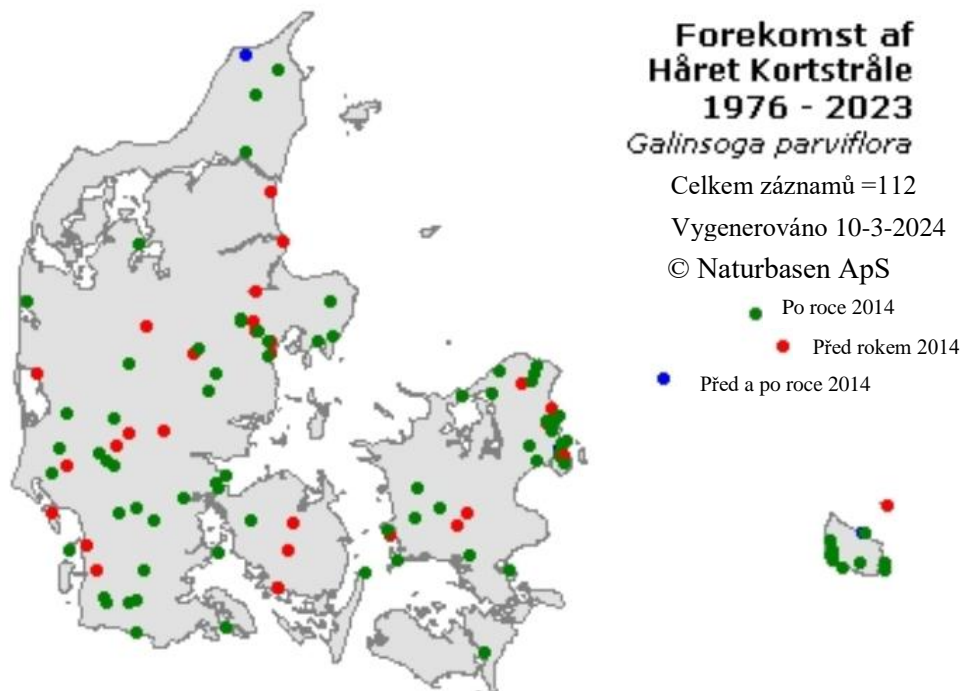 Forekomst af
Håret Kortstråle
1976 - 2023
Galinsoga parviflora
Celkem záznamů =112
Vygenerováno 10-3-2024
© Naturbasen ApS
Po roce 2014
Před rokem 2014
Před a po roce 2014